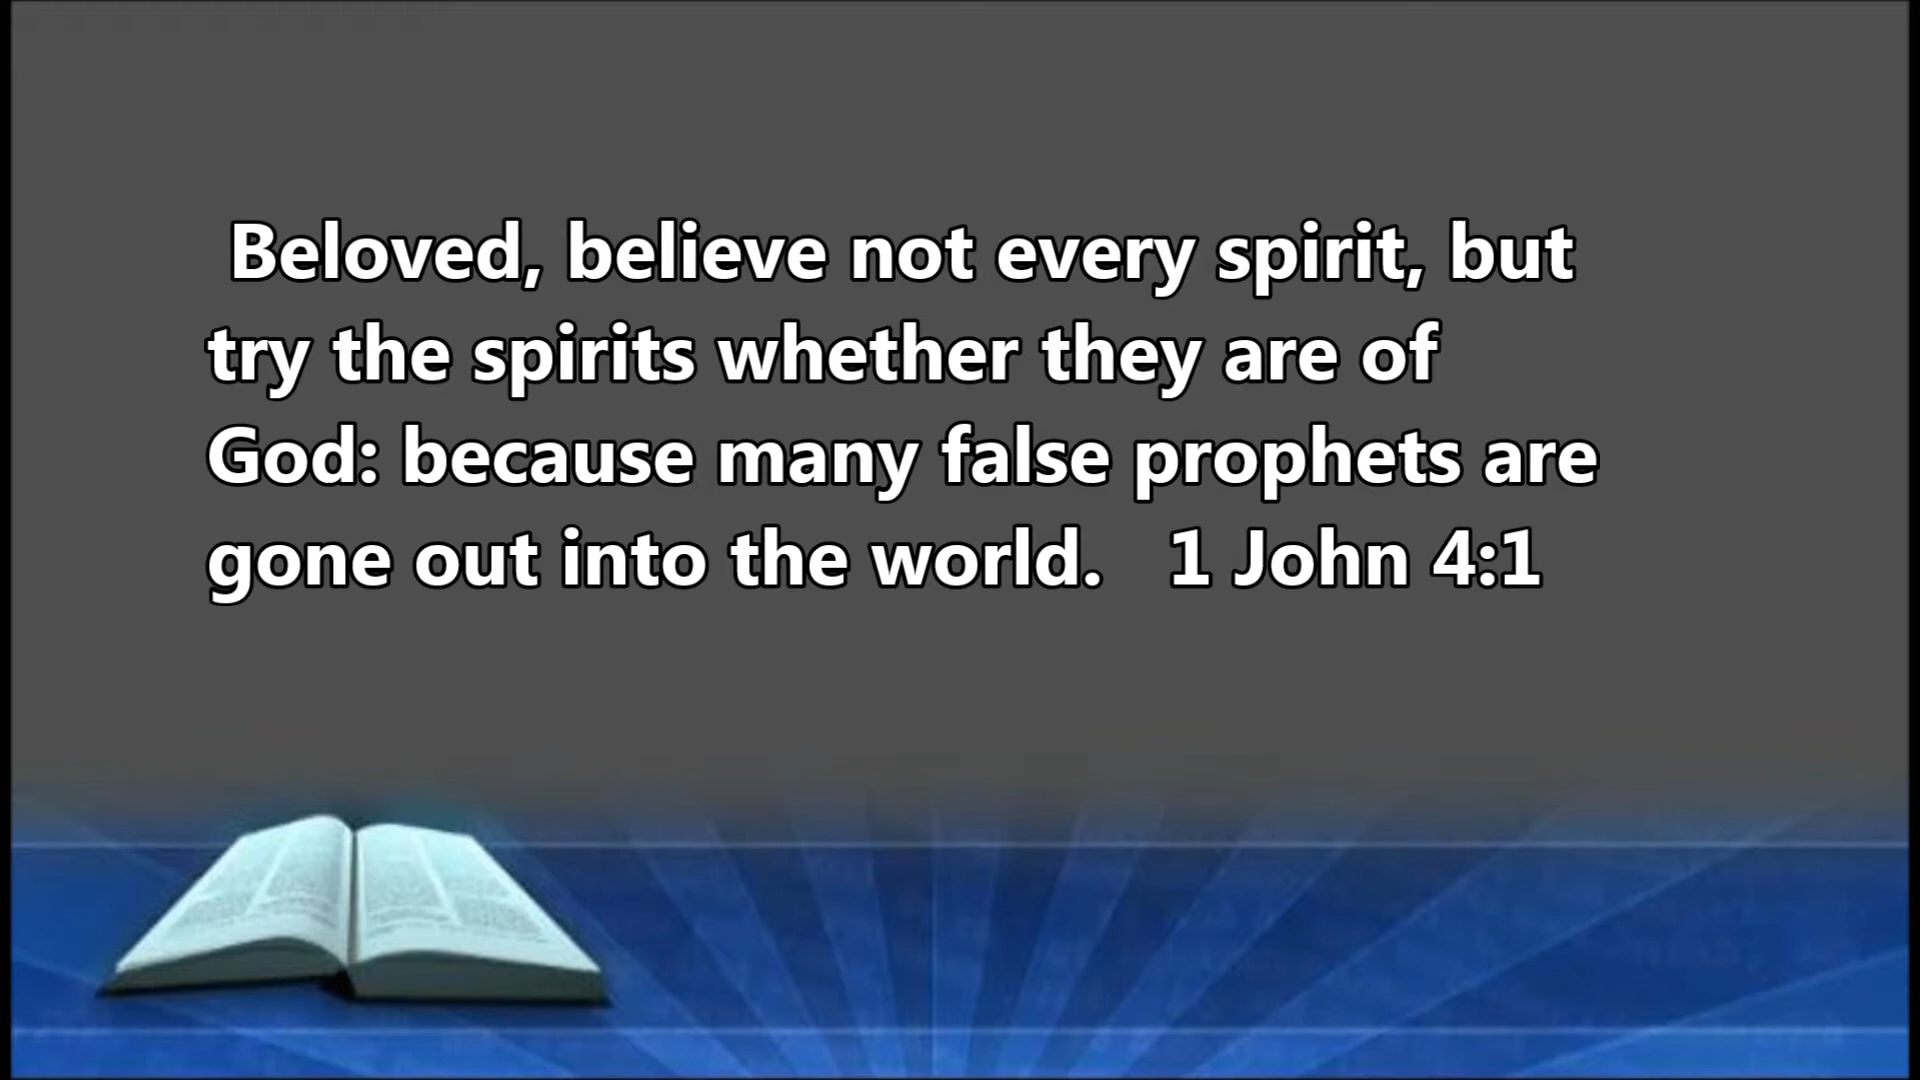 Beloved, believe not every spirit, but
try the spirits whether they are of
God: because many false prophets are
gone out into the world. 1 John 4:1